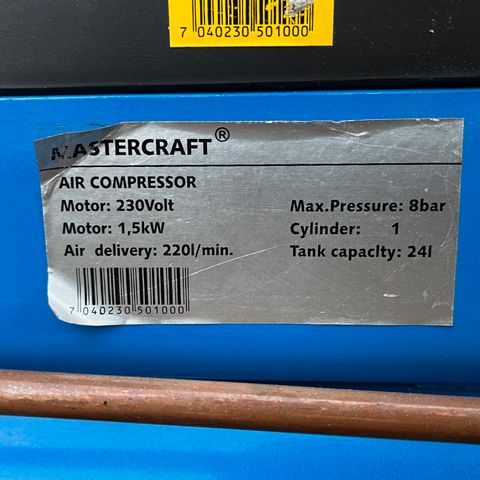 7 040230 501000
MASTERCRAFT®
AIR COMPRESSOR
Motor: 230Volt
Motor: 1,5kW
Air delivery: 220l/min.
Max.Pressure: 8bar
Cylinder: 1
Tank capacIty: 24l
7 040230 501000